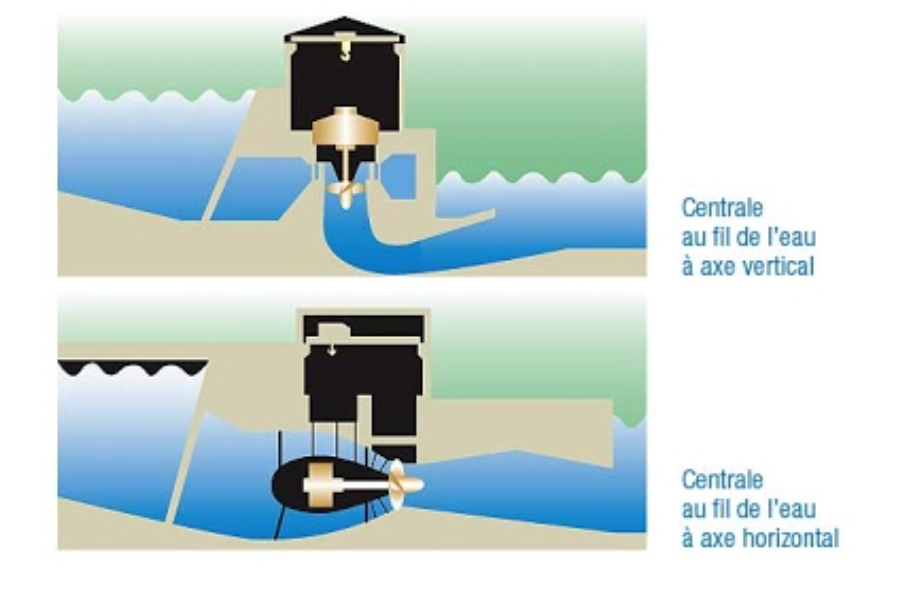 Centrale
au fil de l'eau
à axe vertical
Centrale
au fil de l'eau
à axe horizontal